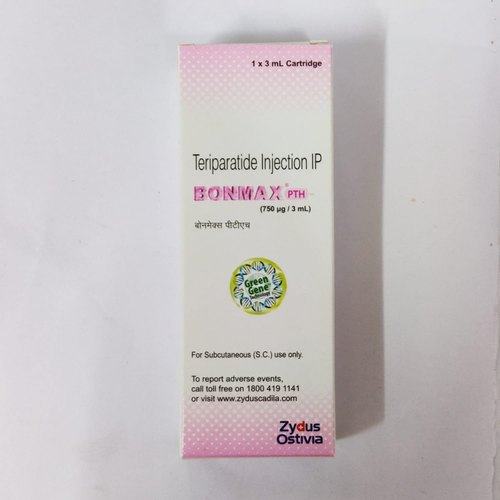 1 x 3 mL Cartridge
Teriparatide Injection IP
BONMAX® PTH
(750 µg / 3 mL)
बोनमेक्स पीटीएच
Green
Gene
technology
For Subcutaneous (S.C.) use only.
To report adverse events,
call toll free on 1800 419 1141
or visit www.zyduscadila.com
Zydus
Ostivia